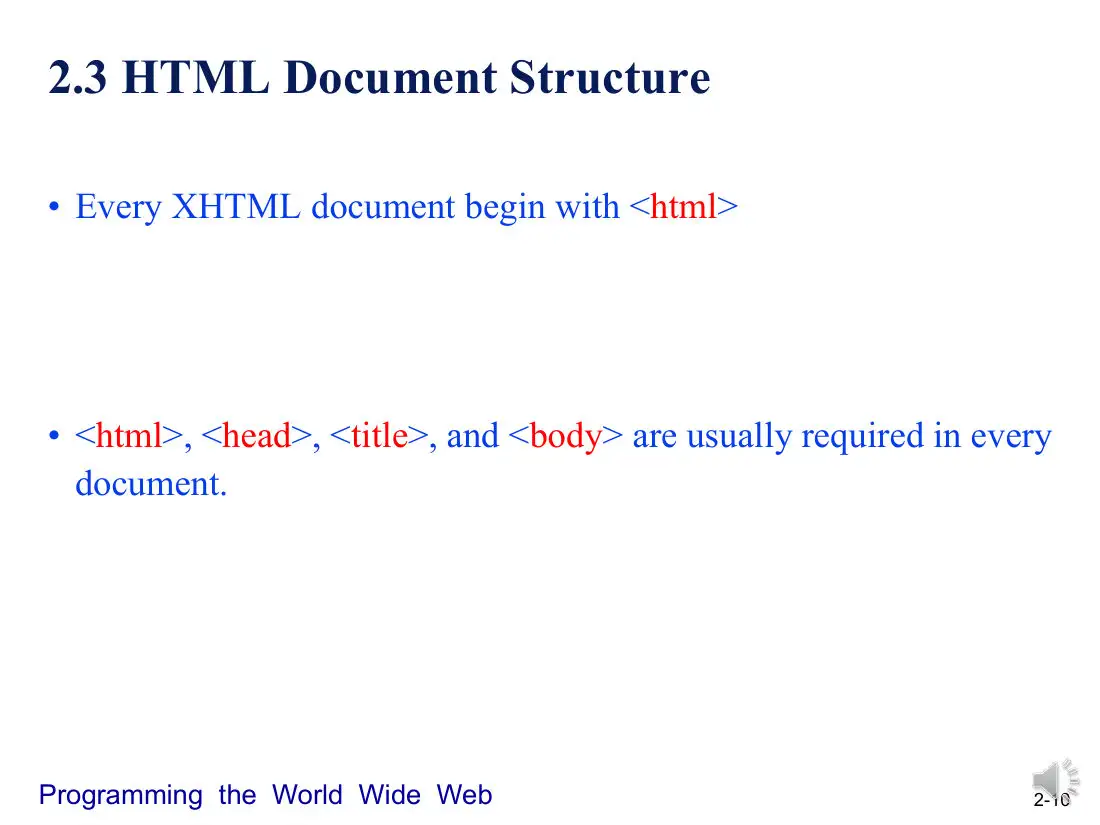 2.3 HTML Document Structure
• Every XHTML document begin with <html>
• <html>, <head>, <title>, and <body> are usually required in every
document.
Programming the World Wide Web
2-10